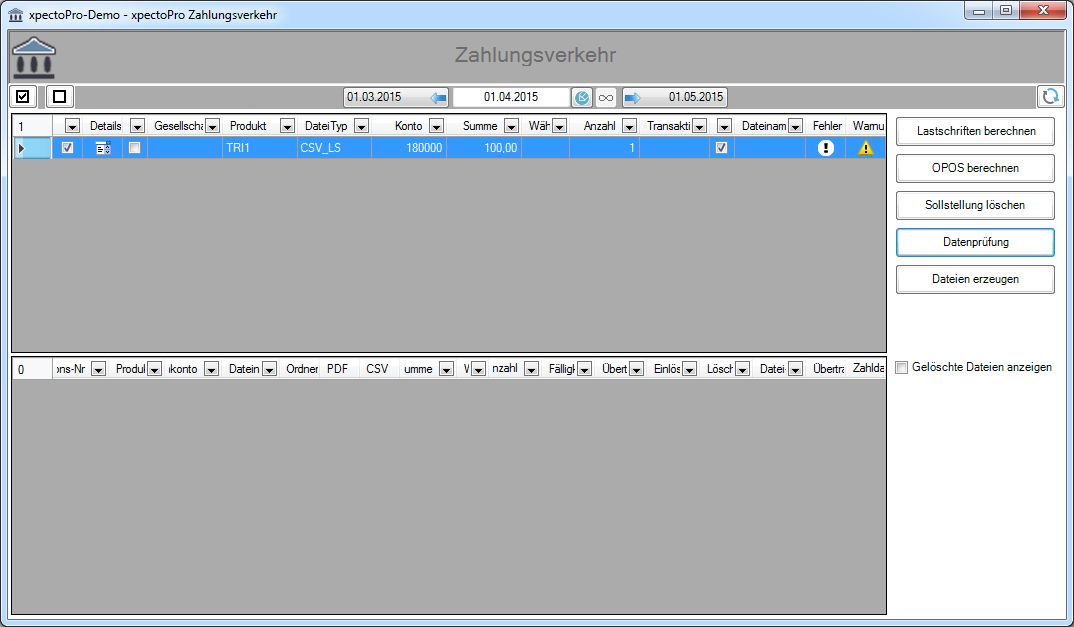 xpectoPro-Demo - xpectoPro Zahlungsverkehr
Zahlungsverkehr
01.03.2015 01.04.2015 ∞ 01.05.2015
1 Details Gesellscha Produkt DateiTyp Konto Summe Wäh Anzahl Transakti Dateinam Fehler Warnu
TRI1 CSV_LS 180000 100,00 1
Lastschriften berechnen
OPOS berechnen
Sollstellung löschen
Datenprüfung
Dateien erzeugen
0 ons-Nr Produl konto Datein Ordner PDF CSV umme W nzahl Fälligk Übert Einlös Lösch Datei Übertra Zahlda
Gelöschte Dateien anzeigen